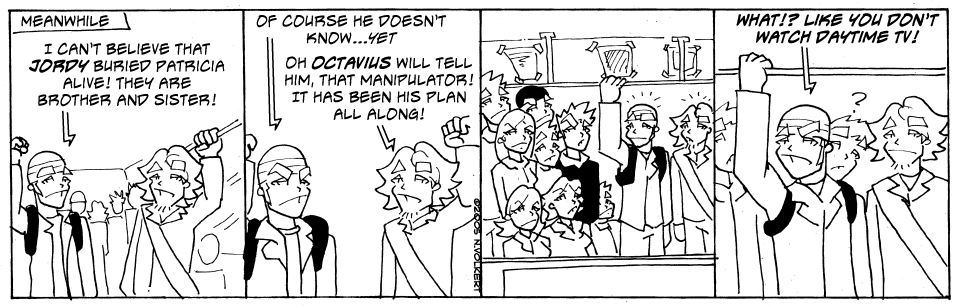 MEANWHILE
I CAN'T BELIEVE THAT
JORDY BURIED PATRICIA
ALIVE! THEY ARE
BROTHER AND SISTER!
OF COURSE HE DOESN'T
KNOW...YET
OH OCTAVIUS WILL TELL
HIM, THAT MANIPULATOR!
IT HAS BEEN HIS PLAN
ALL ALONG!
©2005 N.VOLKERT
WHAT!? LIKE YOU DON'T
WATCH DAYTIME TV!
?